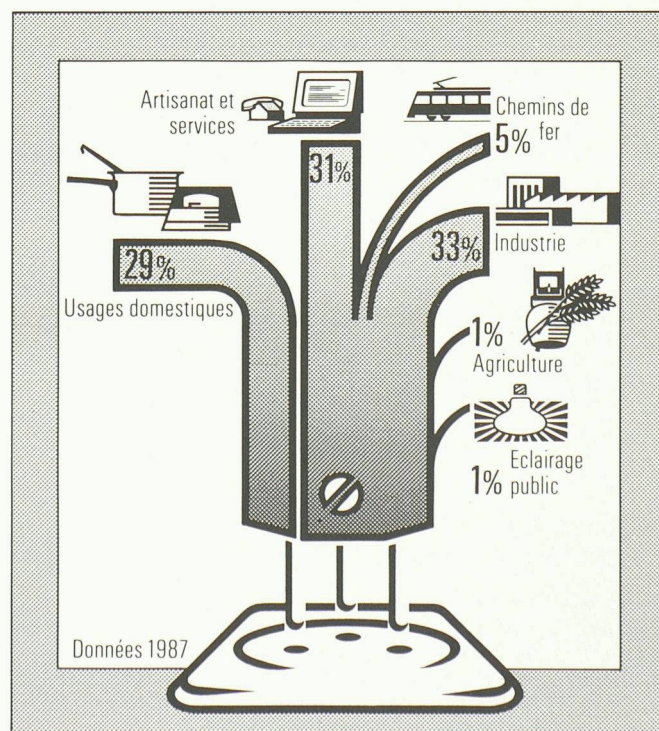 Artisanat et
services
31%
Chemins de
fer
5%
29%
Usages domestiques
33%
Industrie
1%
Agriculture
Eclairage
1% public
Données 1987